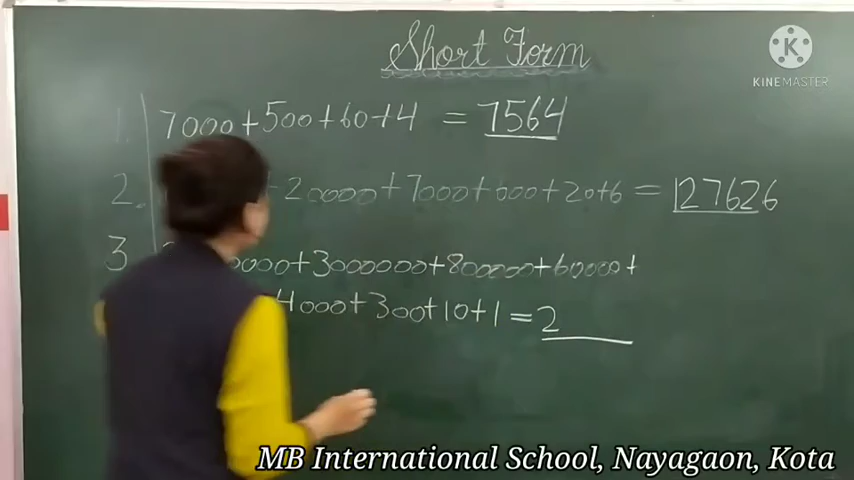 Short Form
KINEMASTER
1. 7000+500+60+4 = 7564
2. -20000+7000+600+20+6 = 127626
3 0000+3000000+800000+60000+
4000+300+10+1=2
MB International School, Nayagaon, Kota